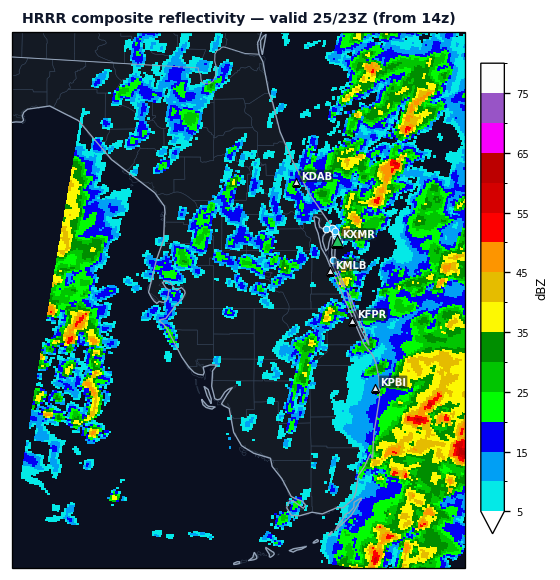 HRRR composite reflectivity — valid 25/23Z (from 14z)
KDAB
KXMR
KMLB
KFPR
KPBI
75
65
55
45
35
25
15
5
dBZ